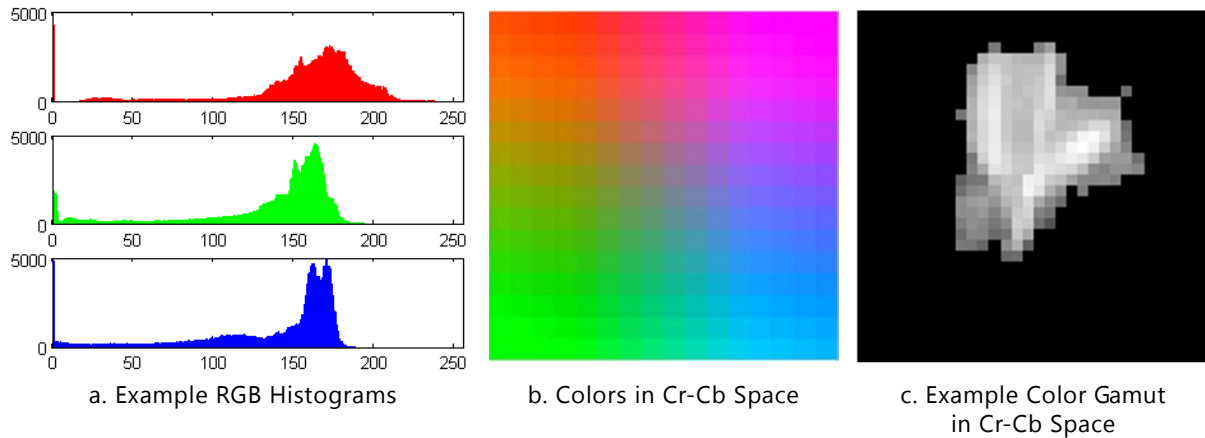 5000
0
0 50 100 150 200 250
5000
0
0 50 100 150 200 250
5000
0
0 50 100 150 200 250
a. Example RGB Histograms
b. Colors in Cr-Cb Space
c. Example Color Gamut
in Cr-Cb Space